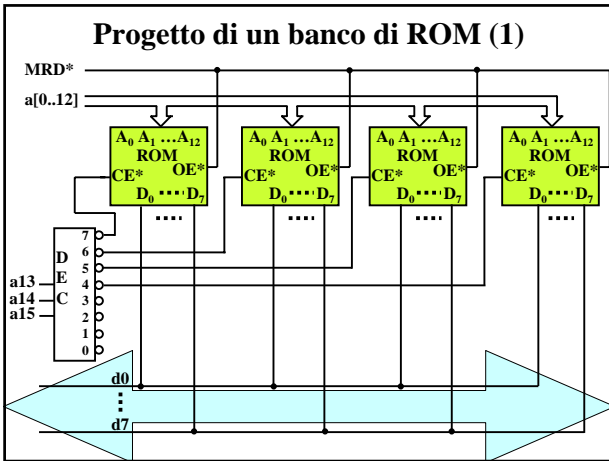 Progetto di un banco di ROM (1)
MRD*
a[0..12]
A0 A1 ...A12 A0 A1 ...A12 A0 A1 ...A12 A0 A1 ...A12
ROM ROM ROM ROM
CE* OE* CE* OE* CE* OE* CE* OE*
D0 ····· D7 D0 ····· D7 D0 ····· D7 D0 ····· D7
····· ····· ····· ·····
7
D 6
E 5
a13 4
a14 C 3
a15 2
1
0
d0
d7